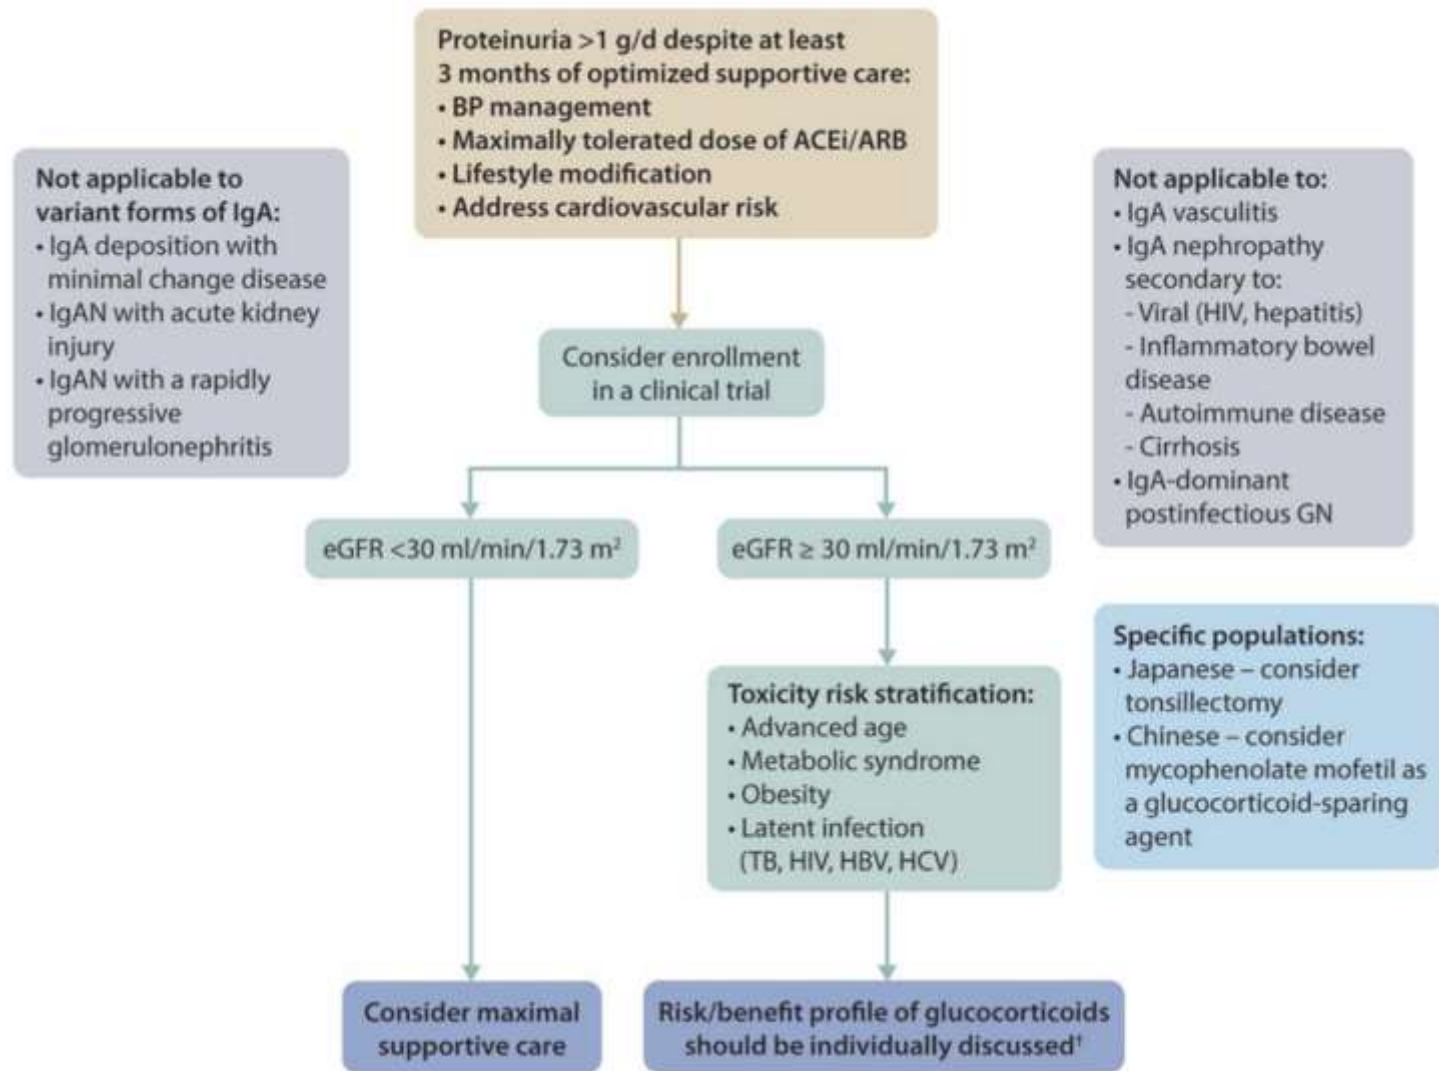 Proteinuria >1 g/d despite at least
3 months of optimized supportive care:
• BP management
• Maximally tolerated dose of ACEi/ARB
• Lifestyle modification
• Address cardiovascular risk
Not applicable to
variant forms of IgA:
• IgA deposition with
minimal change disease
• IgAN with acute kidney
injury
• IgAN with a rapidly
progressive
glomerulonephritis
Not applicable to:
• IgA vasculitis
• IgA nephropathy
secondary to:
- Viral (HIV, hepatitis)
- Inflammatory bowel
disease
- Autoimmune disease
- Cirrhosis
• IgA-dominant
postinfectious GN
Consider enrollment
in a clinical trial
eGFR <30 ml/min/1.73 m²
eGFR ≥ 30 ml/min/1.73 m²
Specific populations:
• Japanese – consider
tonsillectomy
• Chinese – consider
mycophenolate mofetil as
a glucocorticoid-sparing
agent
Toxicity risk stratification:
• Advanced age
• Metabolic syndrome
• Obesity
• Latent infection
(TB, HIV, HBV, HCV)
Consider maximal
supportive care
Risk/benefit profile of glucocorticoids
should be individually discussed†